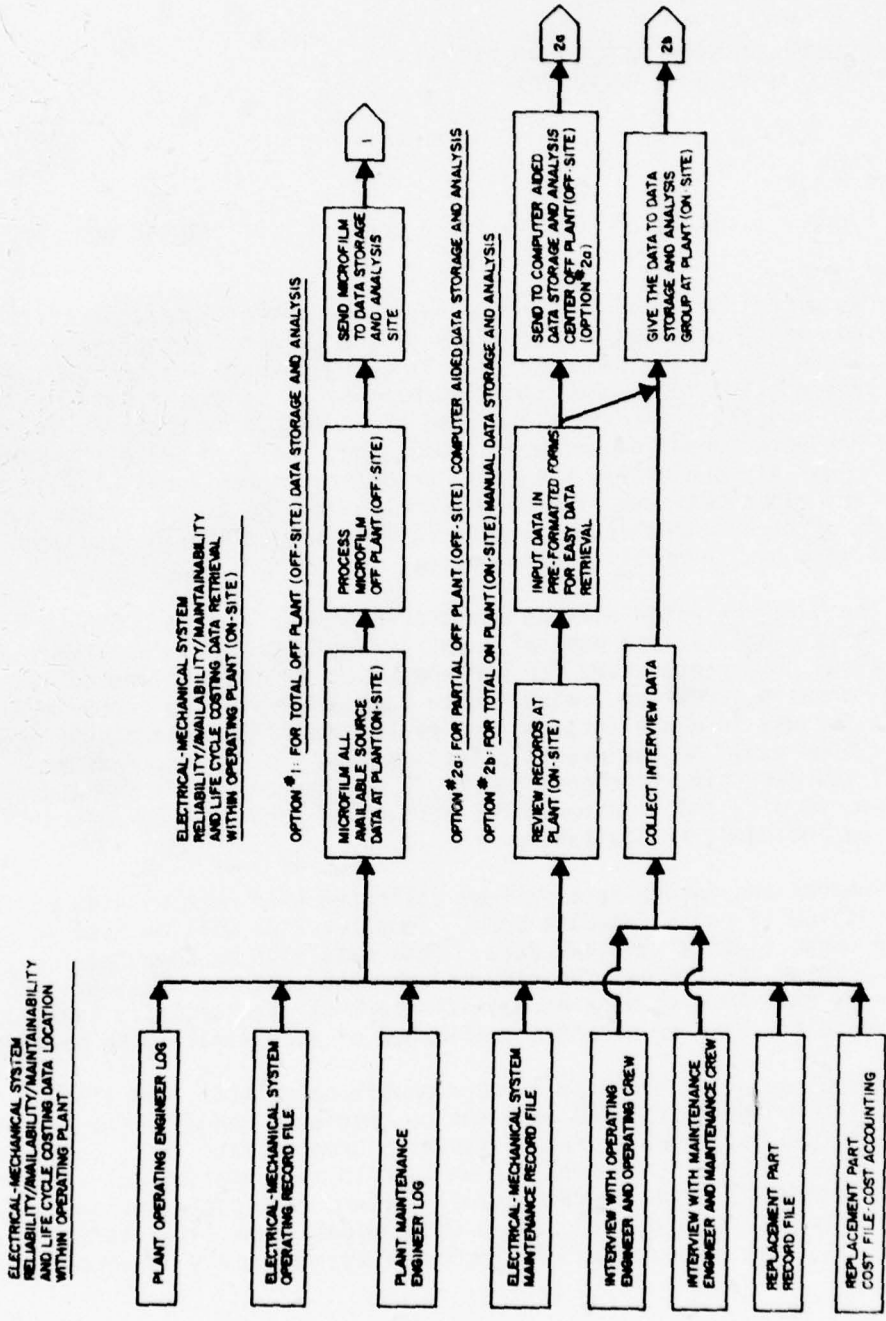 ELECTRICAL-MECHANICAL SYSTEM
RELIABILITY/AVAILABILITY/MAINTAINABILITY
AND LIFE CYCLE COSTING DATA LOCATION
WITHIN OPERATING PLANT
PLANT OPERATING ENGINEER LOG
ELECTRICAL-MECHANICAL SYSTEM
OPERATING RECORD FILE
PLANT MAINTENANCE
ENGINEER LOG
ELECTRICAL-MECHANICAL SYSTEM
MAINTENANCE RECORD FILE
INTERVIEW WITH OPERATING
ENGINEER AND OPERATING CREW
INTERVIEW WITH MAINTENANCE
ENGINEER AND MAINTENANCE CREW
REPLACEMENT PART
RECORD FILE
REPLACEMENT PART
COST FILE-COST ACCOUNTING
ELECTRICAL-MECHANICAL SYSTEM
RELIABILITY/AVAILABILITY/MAINTAINABILITY
AND LIFE CYCLE COSTING DATA RETRIEVAL
WITHIN OPERATING PLANT (ON-SITE)
OPTION #1: FOR TOTAL OFF PLANT (OFF-SITE) DATA STORAGE AND ANALYSIS
MICROFILM ALL
AVAILABLE SOURCE
DATA AT PLANT (ON-SITE)
PROCESS
MICROFILM
OFF PLANT (OFF-SITE)
SEND MICROFILM
TO DATA STORAGE
AND ANALYSIS
SITE
1
OPTION #2a: FOR PARTIAL OFF PLANT (OFF-SITE) COMPUTER AIDED DATA STORAGE AND ANALYSIS
OPTION #2b: FOR TOTAL ON PLANT (ON-SITE) MANUAL DATA STORAGE AND ANALYSIS
REVIEW RECORDS AT
PLANT (ON-SITE)
INPUT DATA IN
PRE-FORMATTED FORMS
FOR EASY DATA
RETRIEVAL
SEND TO COMPUTER AIDED
DATA STORAGE AND ANALYSIS
CENTER OFF PLANT (OFF-SITE)
(OPTION #2a)
2a
COLLECT INTERVIEW DATA
GIVE THE DATA TO DATA
STORAGE AND ANALYSIS
GROUP AT PLANT (ON-SITE)
2b